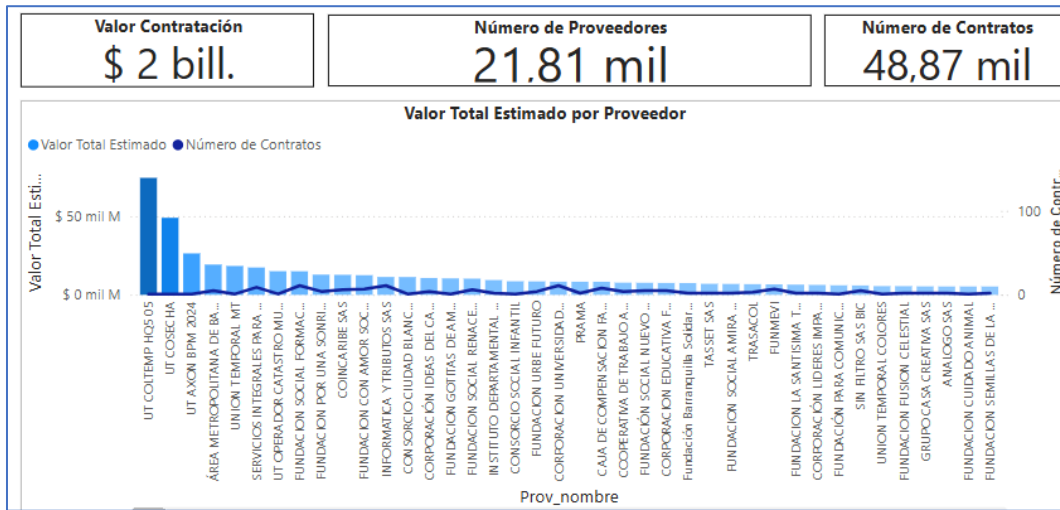 Valor Contratación
$ 2 bill.
Número de Proveedores
21,81 mil
Número de Contratos
48,87 mil
Valor Total Estimado por Proveedor
Valor Total Estimado
Número de Contratos
Valor Total Esti...
$ 50 mil M
$ 0 mil M
100
0
Número de Contr...
UT COLTEMP HQ5 05
UT COSECHA
UT AXON BPM 2024
ÁREA METROPOLITANA DE BA...
UNION TEMPORAL MT
SERVICIOS INTEGRALES PARA ...
UT OPERADOR CATASTRO MU...
FUNDACION SOCIAL FORMAC...
FUNDACION POR UNA SONRI...
COINCARIBE SAS
FUNDACION CON AMOR SOC...
INFORMATICA Y TRIBUTOS SAS
CONSORCIO CIUDAD BLANC...
CORPORACIÓN IDEAS DEL CA...
FUNDACION GOTITAS DE AM...
FUNDACION SOCIAL RENACE...
INSTITUTO DEPARTAMENTAL ...
CONSORCIO SOCIAL INFANTIL
FUNDACION URBE FUTURO
CORPORACION UNIVERSIDAD...
PRAMA
CAJA DE COMPENSACION FA...
COOPERATIVA DE TRABAJO A...
FUNDACIÓN SOCIAL NUEVO ...
CORPORACION EDUCATIVA F...
Fundación Barranquilla Solidar...
TASSET SAS
FUNDACION SOCIAL AMIRA ...
TRASACOL
FUNIMEVI
FUNDACION LA SANTISIMA T...
CORPORACIÓN LIDERES IMPA...
FUNDACIÓN PARA COMUNIC...
SIN FILTRO SAS BIC
UNION TEMPORAL COLORES
FUNDACION FUSION CELESTIAL
GRUPO CASA CREATIVA SAS
ANALOGO SAS
FUNDACION CUIDADO ANIMAL
FUNDACION SEMILLAS DE LA ...
Prov_nombre